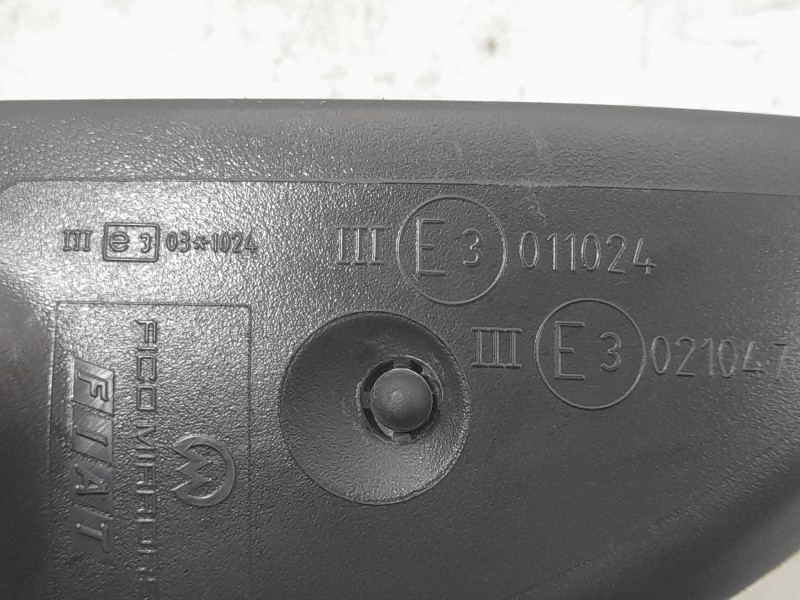 III e 3 03*1024
III E 3 011024
III E 3 021047
FICOMIRRORS
FIAT